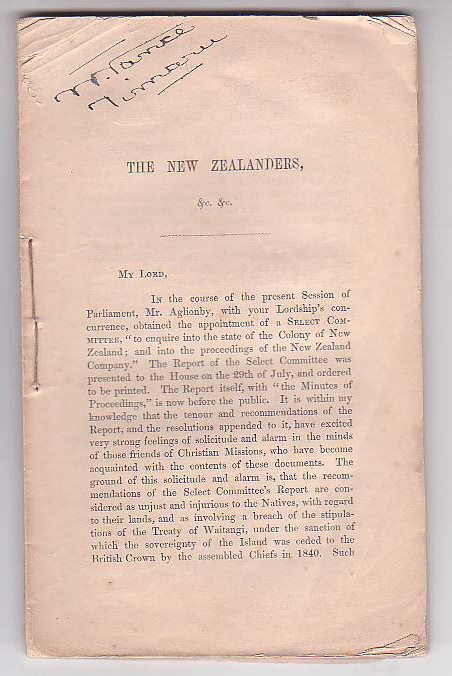 Timaru
THE NEW ZEALANDERS,
&c. &c.
MY LORD,
IN the course of the present Session of
Parliament, Mr. Aglionby, with your Lordship's con-
currence, obtained the appointment of a SELECT COM-
MITTEE, "to enquire into the state of the Colony of New
Zealand; and into the proceedings of the New Zealand
Company." The Report of the Select Committee was
presented to the House on the 29th of July, and ordered
to be printed. The Report itself, with "the Minutes of
Proceedings," is now before the public. It is within my
knowledge that the tenour and recommendations of the
Report, and the resolutions appended to it, have excited
very strong feelings of solicitude and alarm in the minds
of those friends of Christian Missions, who have become
acquainted with the contents of these documents. The
ground of this solicitude and alarm is, that the recom-
mendations of the Select Committee's Report are con-
sidered as unjust and injurious to the Natives, with regard
to their lands, and as involving a breach of the stipula-
tions of the Treaty of Waitangi, under the sanction of
which the sovereignty of the Island was ceded to the
British Crown by the assembled Chiefs in 1840. Such